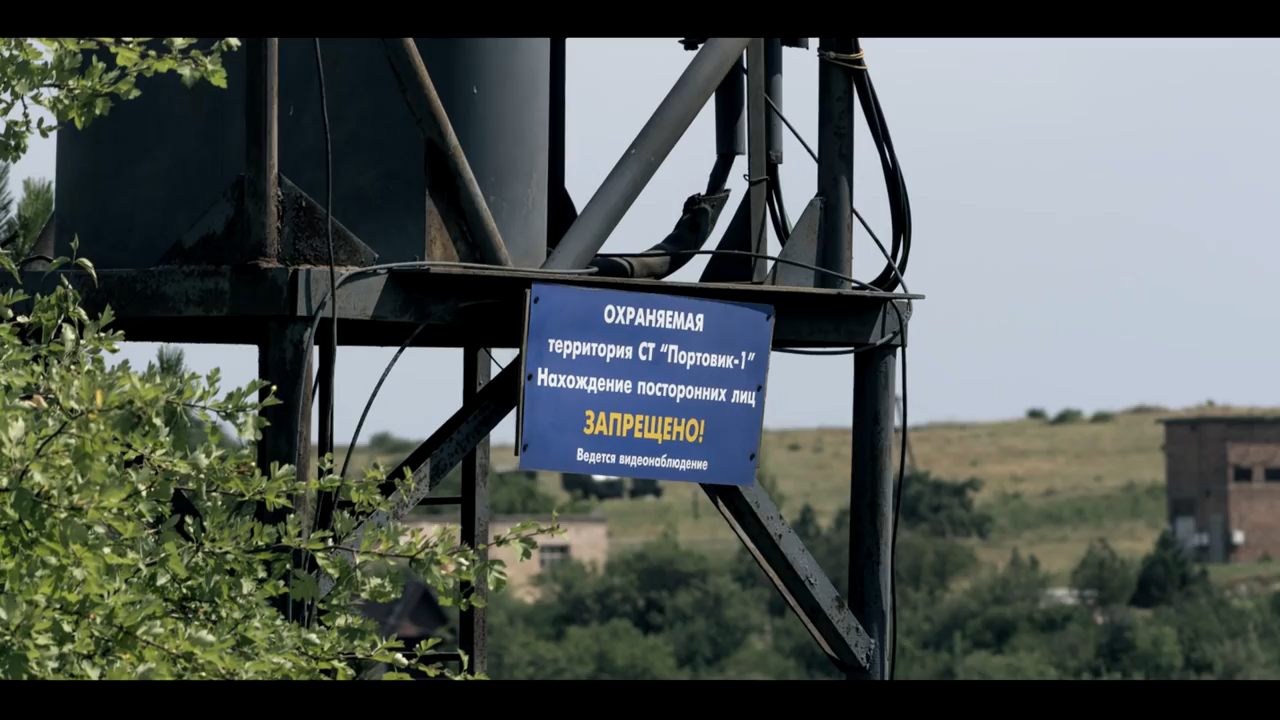 ОХРАНЯЕМАЯ
территория СТ "Портовик-1"
Нахождение посторонних лиц
ЗАПРЕЩЕНО!
Ведется видеонаблюдение